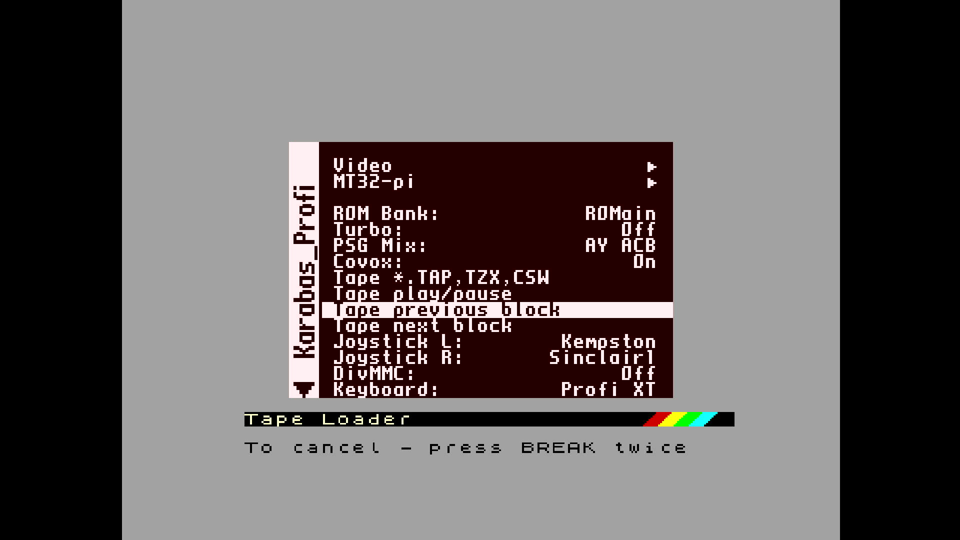 Karabas_Profi
Video
MT32-pi
ROM Bank: ROMain
Turbo: Off
PSG Mix: AY ACB
Covox: On
Tape *.TAP,TZX,CSW
Tape play/pause
Tape previous block
Tape next block
Joystick L: Kempston
Joystick R: Sinclair1
DivMMC: Off
Keyboard: Profi XT
Tape Loader
To cancel - press BREAK twice